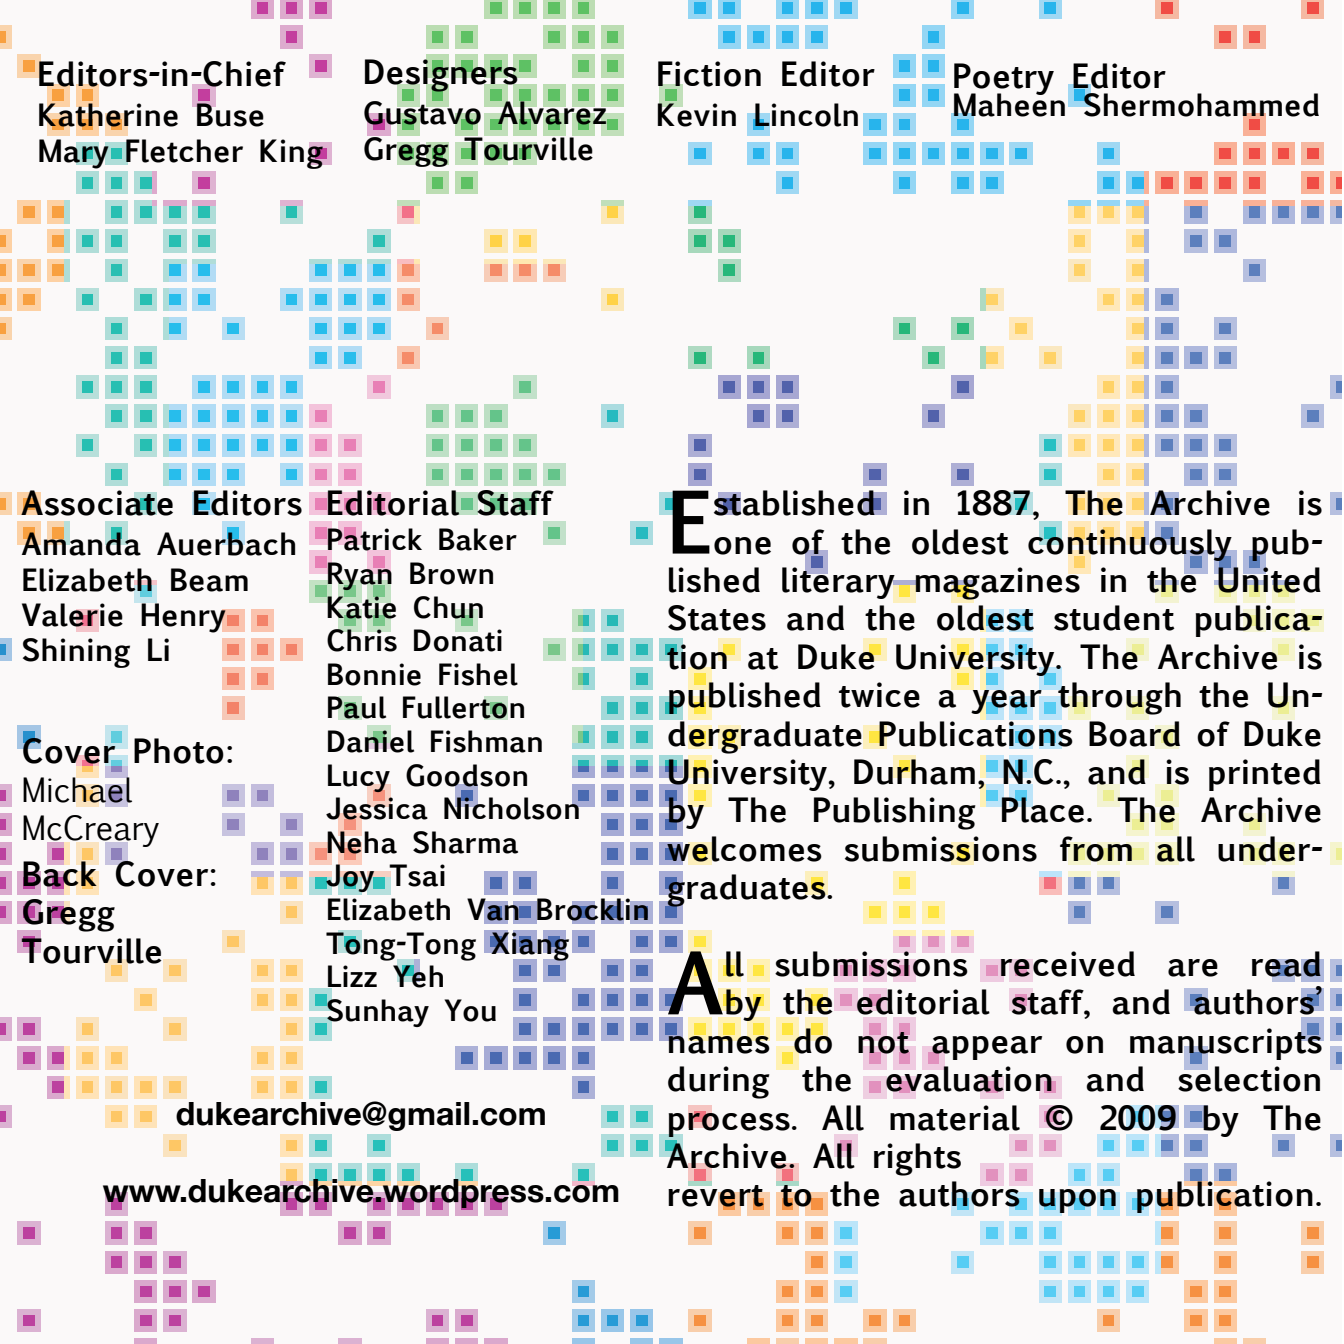 Editors-in-Chief
Katherine Buse
Mary Fletcher King
Designers
Gustavo Alvarez
Gregg Tourville
Fiction Editor
Kevin Lincoln
Poetry Editor
Maheen Shermohammed
Associate Editors
Amanda Auerbach
Elizabeth Beam
Valerie Henry
Shining Li
Cover Photo:
Michael
McCreary
Back Cover:
Gregg
Tourville
Editorial Staff
Patrick Baker
Ryan Brown
Katie Chun
Chris Donati
Bonnie Fishel
Paul Fullerton
Daniel Fishman
Lucy Goodson
Jessica Nicholson
Neha Sharma
Joy Tsai
Elizabeth Van Brocklin
Tong-Tong Xiang
Lizz Yeh
Sunhay You
dukearchive@gmail.com
www.dukearchive.wordpress.com
Established in 1887, The Archive is
one of the oldest continuously pub-
lished literary magazines in the United
States and the oldest student publica-
tion at Duke University. The Archive is
published twice a year through the Un-
dergraduate Publications Board of Duke
University, Durham, N.C., and is printed
by The Publishing Place. The Archive
welcomes submissions from all under-
graduates.
All submissions received are read
by the editorial staff, and authors'
names do not appear on manuscripts
during the evaluation and selection
process. All material © 2009 by The
Archive. All rights
revert to the authors upon publication.